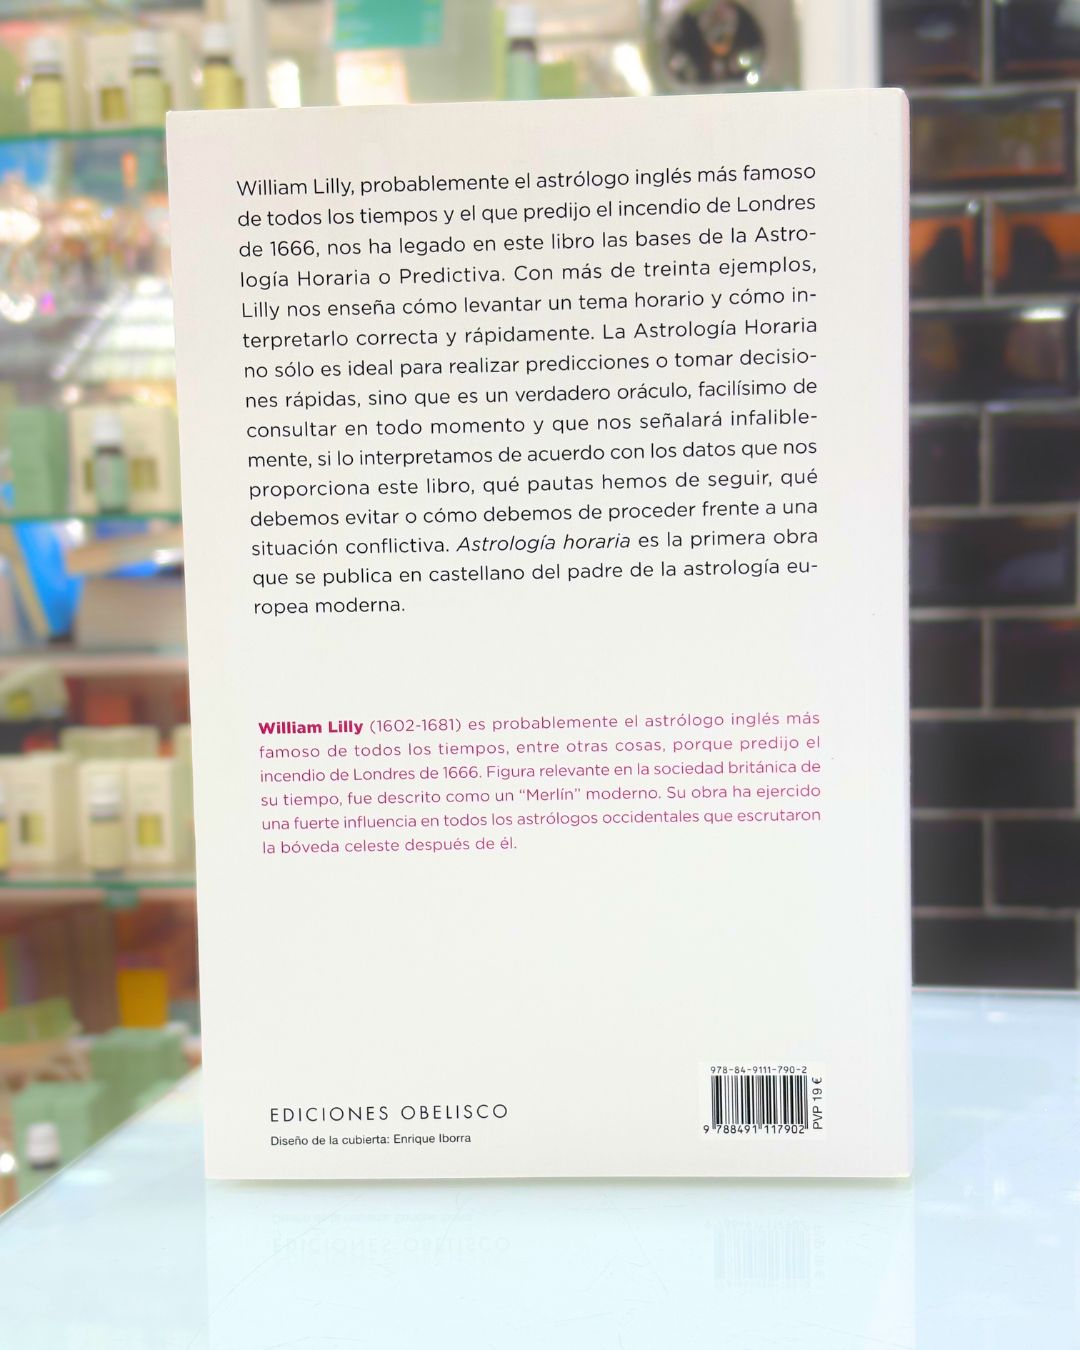 William Lilly, probablemente el astrólogo inglés más famoso
de todos los tiempos y el que predijo el incendio de Londres
de 1666, nos ha legado en este libro las bases de la Astro-
logía Horaria o Predictiva. Con más de treinta ejemplos,
Lilly nos enseña cómo levantar un tema horario y cómo in-
terpretarlo correcta y rápidamente. La Astrología Horaria
no sólo es ideal para realizar predicciones o tomar decisio-
nes rápidas, sino que es un verdadero oráculo, facilísimo de
consultar en todo momento y que nos señalará infalible-
mente, si lo interpretamos de acuerdo con los datos que nos
proporciona este libro, qué pautas hemos de seguir, qué
debemos evitar o cómo debemos de proceder frente a una
situación conflictiva. Astrología horaria es la primera obra
que se publica en castellano del padre de la astrología eu-
ropea moderna.
William Lilly (1602-1681) es probablemente el astrólogo inglés más
famoso de todos los tiempos, entre otras cosas, porque predijo el
incendio de Londres de 1666. Figura relevante en la sociedad británica de
su tiempo, fue descrito como un “Merlín” moderno. Su obra ha ejercido
una fuerte influencia en todos los astrólogos occidentales que escrutaron
la bóveda celeste después de él.
EDICIONES OBELISCO
Diseño de la cubierta: Enrique Iborra
978-84-9111-790-2
9 788491 117902
PVP 19 €